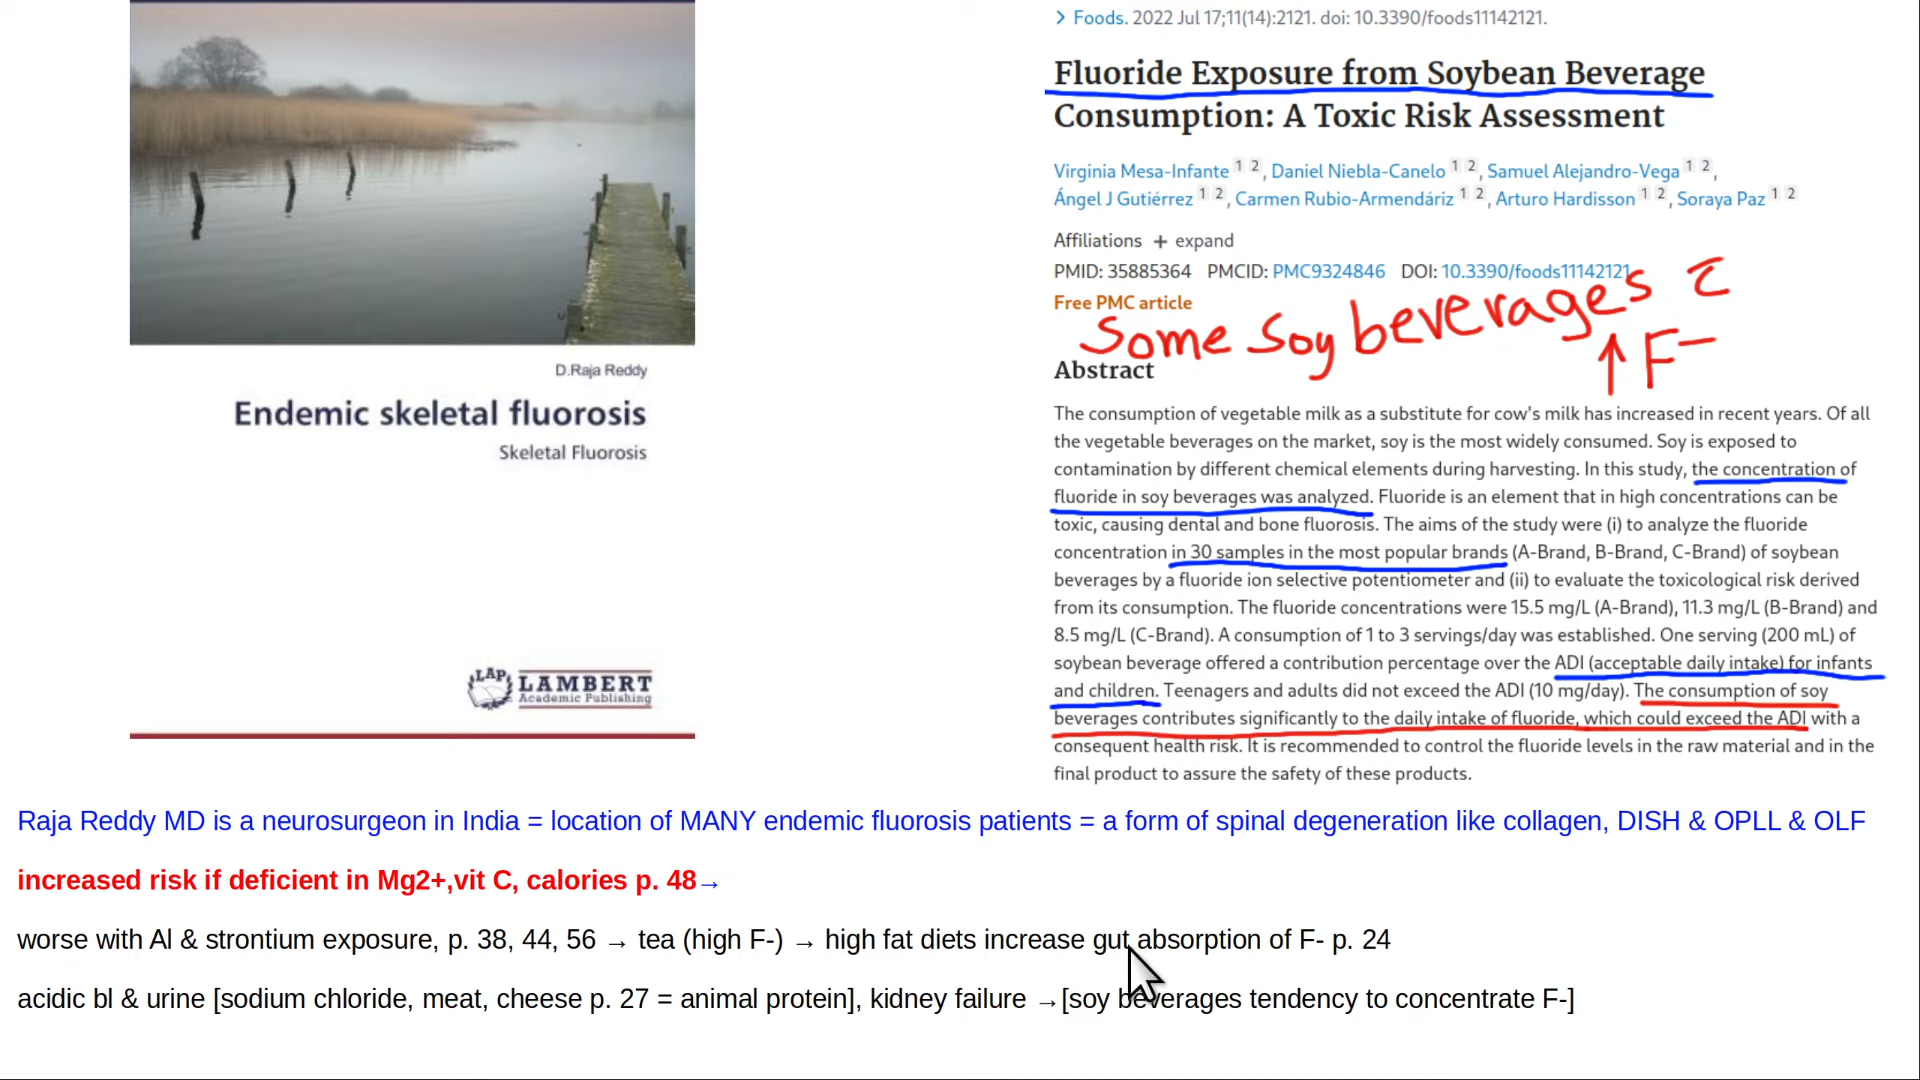 D.Raja Reddy
Endemic skeletal fluorosis
Skeletal Fluorosis
LAP LAMBERT
Academic Publishing
> Foods. 2022 Jul 17;11(14):2121. doi: 10.3390/foods11142121.
Fluoride Exposure from Soybean Beverage
Consumption: A Toxic Risk Assessment
Virginia Mesa-Infante 1 2, Daniel Niebla-Canelo 1 2, Samuel Alejandro-Vega 1 2,
Ángel J Gutiérrez 1 2, Carmen Rubio-Armendáriz 1 2, Arturo Hardisson 1 2, Soraya Paz 1 2
Affiliations + expand
PMID: 35885364 PMCID: PMC9324846 DOI: 10.3390/foods11142121
Free PMC article
Some Soy beverages
↑ F-
Abstract
The consumption of vegetable milk as a substitute for cow's milk has increased in recent years. Of all
the vegetable beverages on the market, soy is the most widely consumed. Soy is exposed to
contamination by different chemical elements during harvesting. In this study, the concentration of
fluoride in soy beverages was analyzed. Fluoride is an element that in high concentrations can be
toxic, causing dental and bone fluorosis. The aims of the study were (i) to analyze the fluoride
concentration in 30 samples in the most popular brands (A-Brand, B-Brand, C-Brand) of soybean
beverages by a fluoride ion selective potentiometer and (ii) to evaluate the toxicological risk derived
from its consumption. The fluoride concentrations were 15.5 mg/L (A-Brand), 11.3 mg/L (B-Brand) and
8.5 mg/L (C-Brand). A consumption of 1 to 3 servings/day was established. One serving (200 mL) of
soybean beverage offered a contribution percentage over the ADI (acceptable daily intake) for infants
and children. Teenagers and adults did not exceed the ADI (10 mg/day). The consumption of soy
beverages contributes significantly to the daily intake of fluoride, which could exceed the ADI with a
consequent health risk. It is recommended to control the fluoride levels in the raw material and in the
final product to assure the safety of these products.
Raja Reddy MD is a neurosurgeon in India = location of MANY endemic fluorosis patients = a form of spinal degeneration like collagen, DISH & OPLL & OLF
increased risk if deficient in Mg2+,vit C, calories p. 48→
worse with Al & strontium exposure, p. 38, 44, 56 → tea (high F-) → high fat diets increase gut absorption of F- p. 24
acidic bl & urine [sodium chloride, meat, cheese p. 27 = animal protein], kidney failure →[soy beverages tendency to concentrate F-]